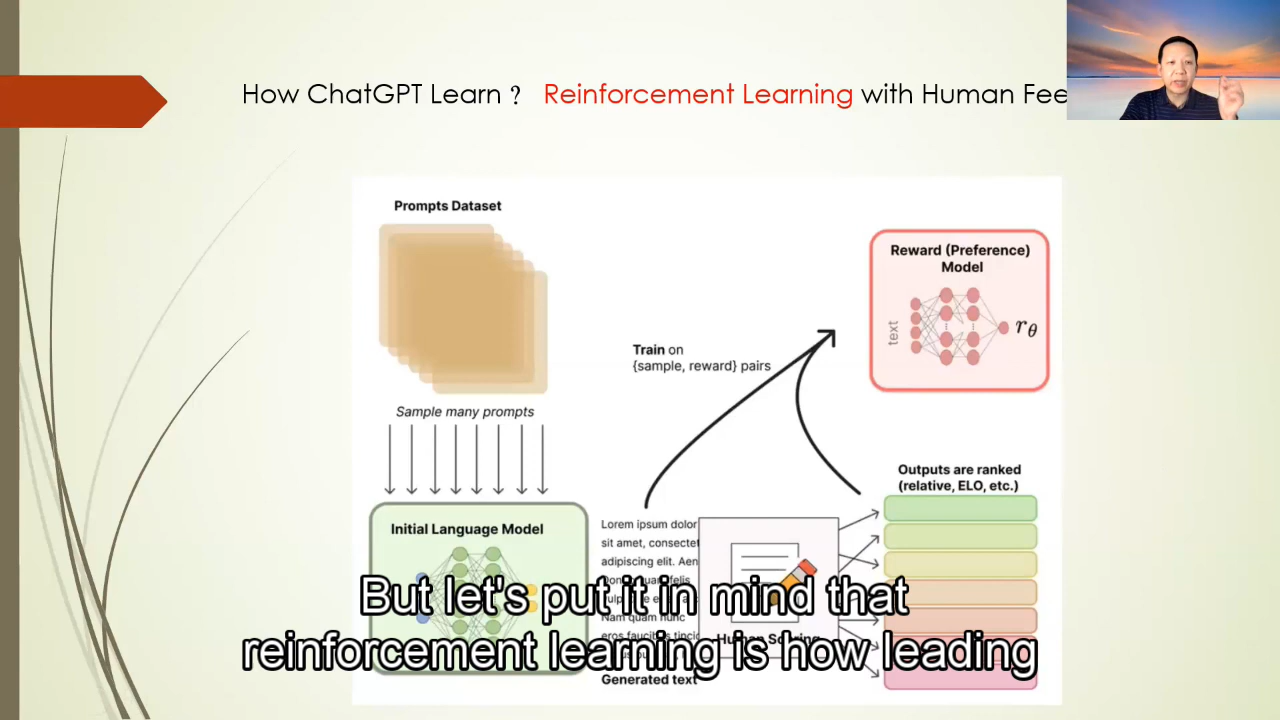 How ChatGPT Learn？ Reinforcement Learning with Human Fee
Prompts Dataset
Sample many prompts
Initial Language Model
Train on
{sample, reward} pairs
Reward (Preference)
Model
text
rθ
Outputs are ranked
(relative, ELO, etc.)
Lorem ipsum dolor
sit amet, consectet
adipiscing elit. Aen
Nam quam nunc
eros faucibus tincid
Human Scoring
Generated text
But let's put it in mind that
reinforcement learning is how leading